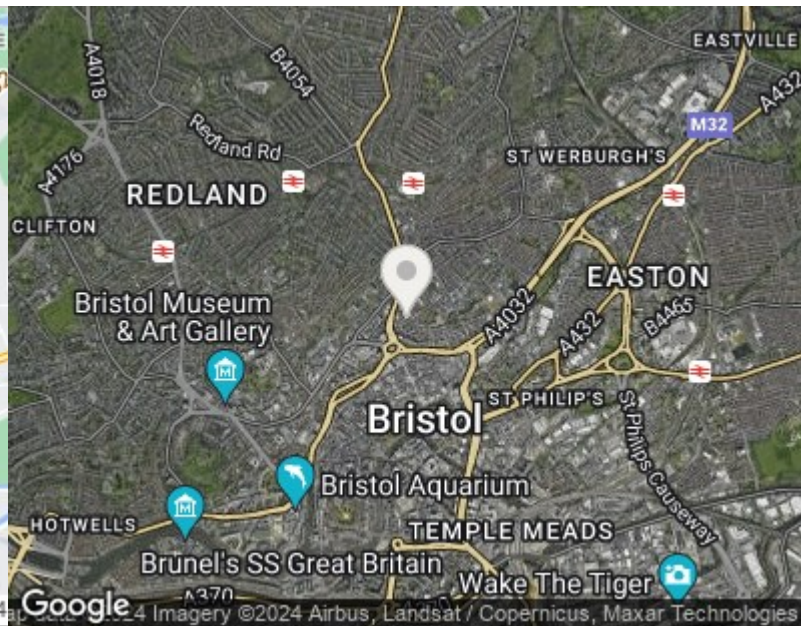 EASTVILLE
A4018
B4054
A432
M32
Redland Rd
ST WERBURGH'S
A4176
REDLAND
CLIFTON
EASTON
Bristol Museum
& Art Gallery
A4032
B4465
A432
ST PHILIP'S
St Philips Causeway
Bristol
Bristol Aquarium
HOTWELLS
TEMPLE MEADS
Brunel's SS Great Britain
Wake The Tiger
A370
Google
Imagery ©2024 Airbus, Landsat / Copernicus, Maxar Technologies